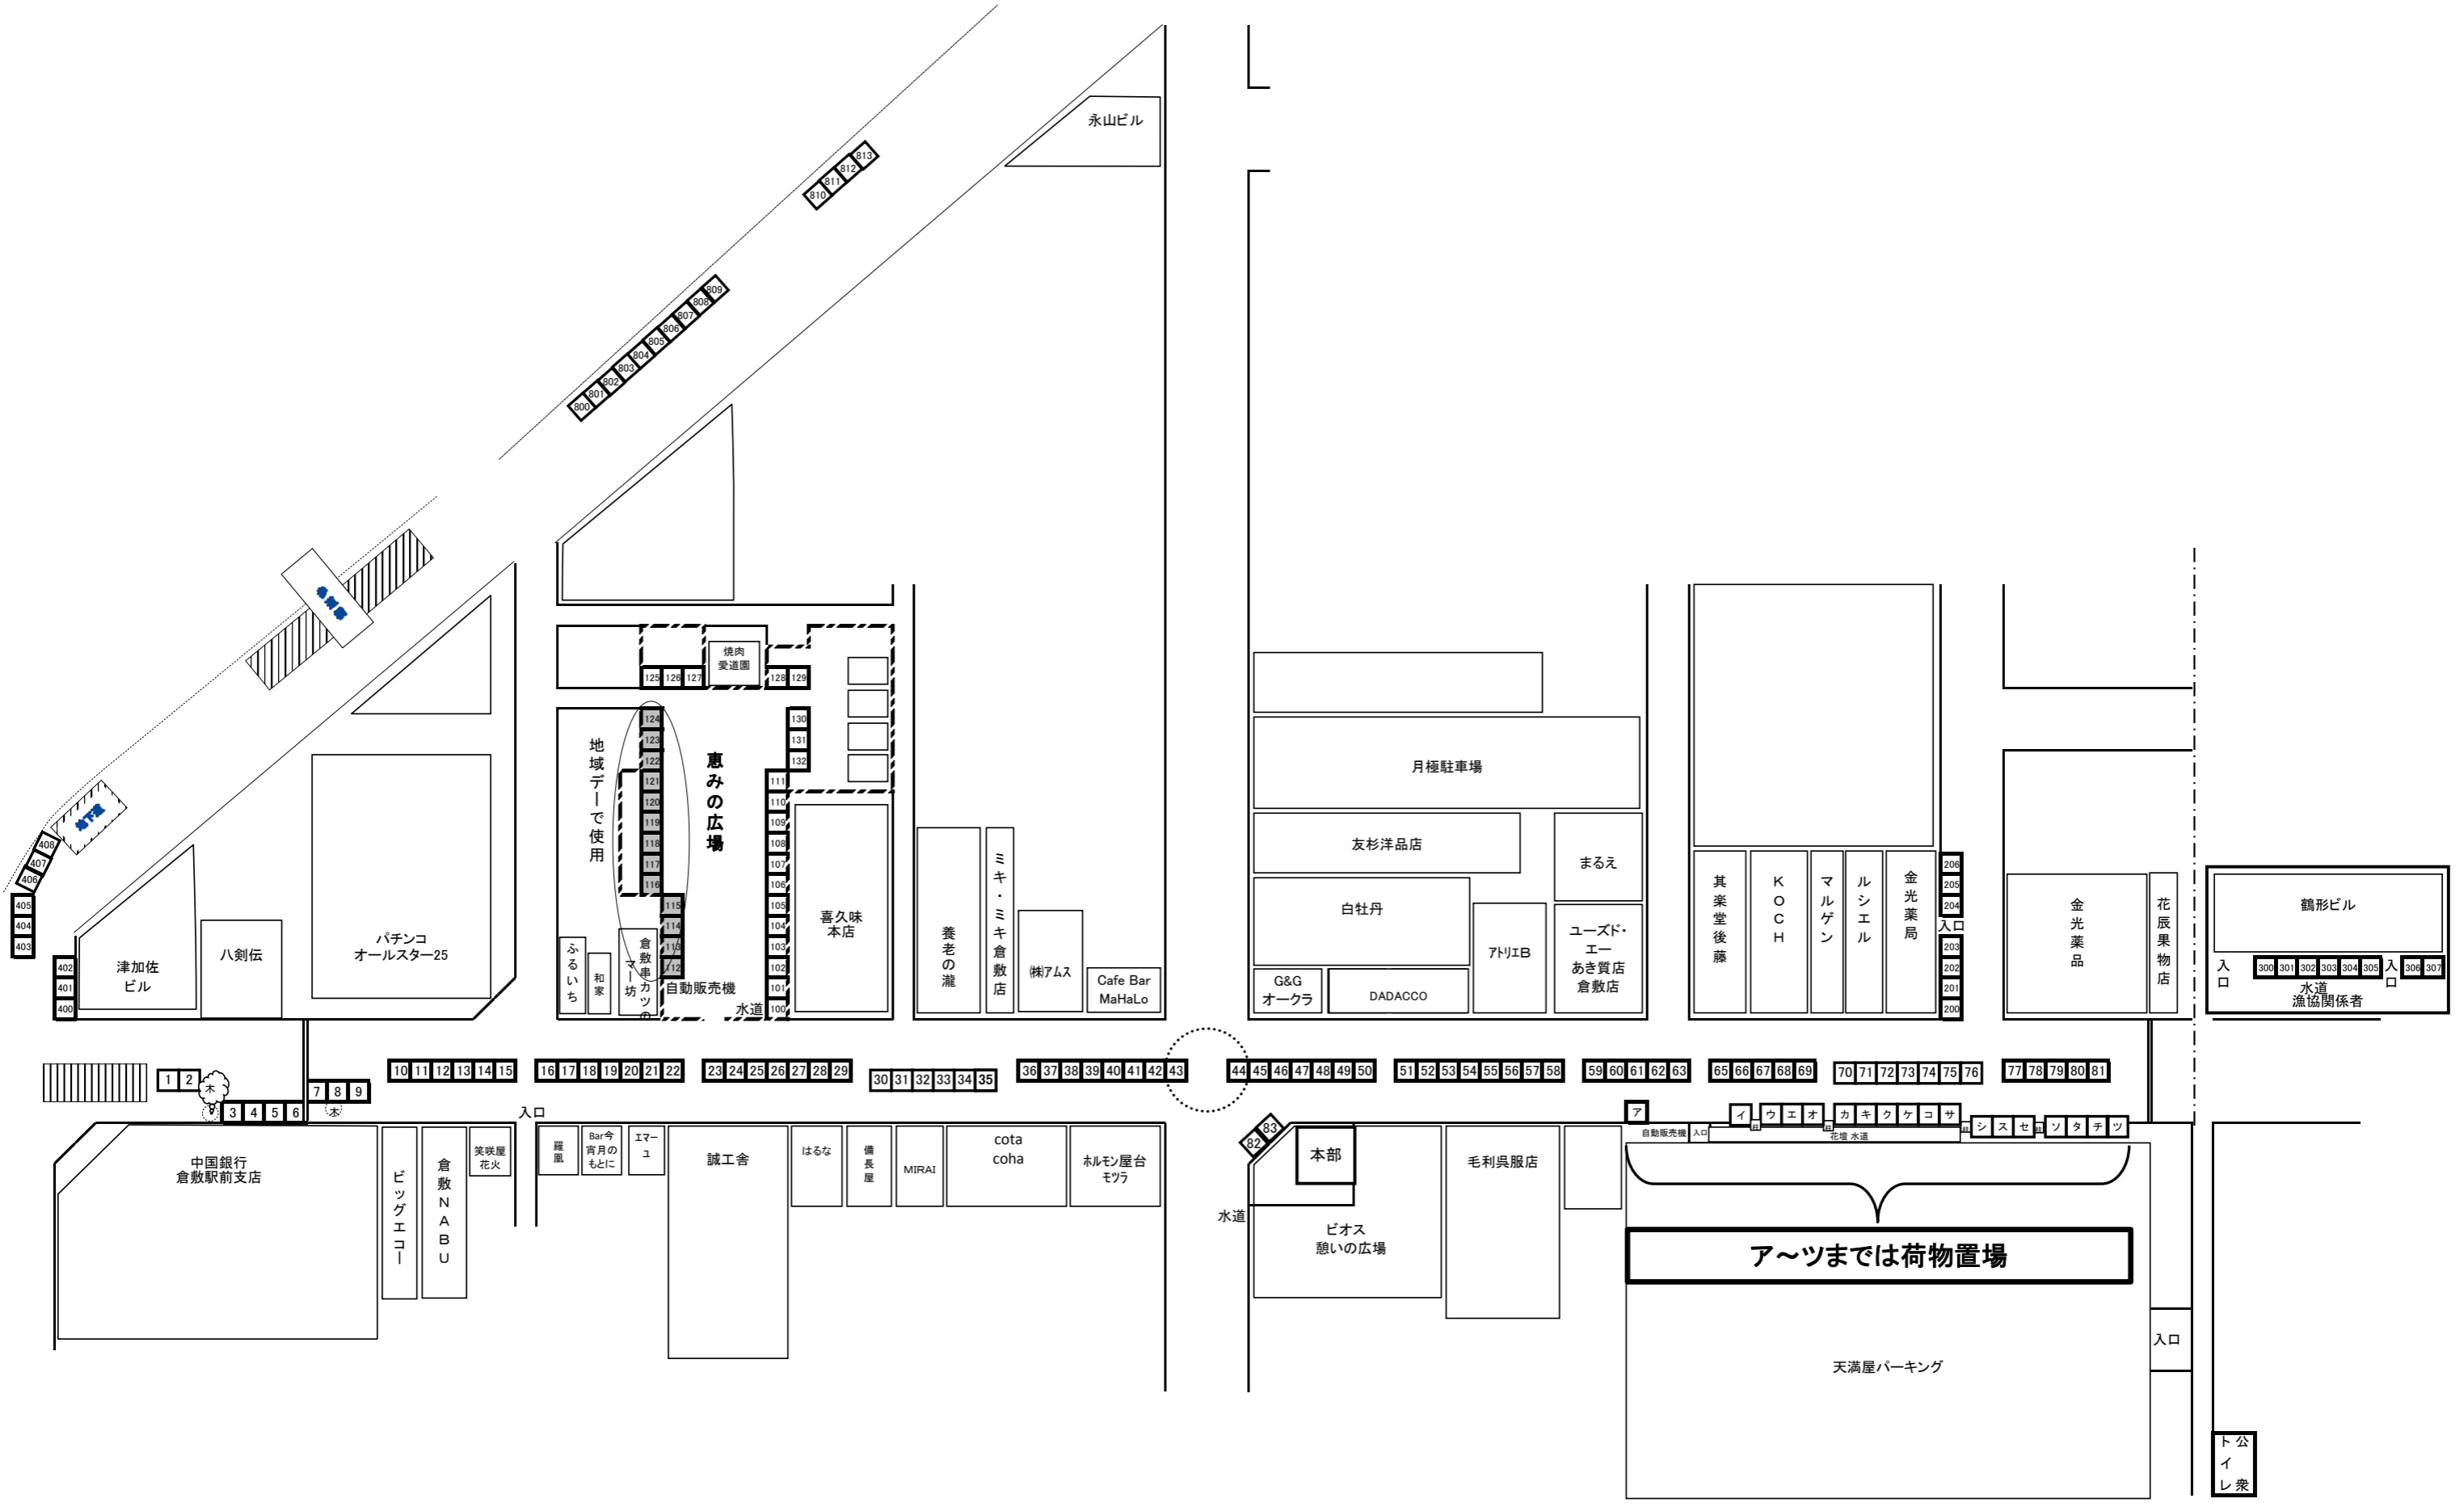 永山ビル
813
812
811
810
809
808
807
806
805
804
803
802
801
800
歩道橋
地下道
408
407
406
405
404
403
402
401
400
津加佐
ビル
八剣伝
パチンコ
オールスター25
焼肉
愛道園
125 126 127
128 129
124
123
122
121
120
119
118
117
116
115
114
113
112
地域デーで使用
恵みの広場
130
131
132
111
110
109
108
107
106
105
104
103
102
101
100
ふるいち
和家
倉敷串カツの
マー坊
自動販売機
水道
喜久味
本店
養老の瀧
ミキ・ミキ倉敷店
㈱アムス
Cafe Bar
MaHaLo
月極駐車場
友杉洋品店
まるえ
白牡丹
アトリエB
ユーズド・
エー
あき質店
倉敷店
G&G
オークラ
DADACCO
其楽堂後藤
KOCH
マルゲン
ルシエル
金光薬局
206
205
204
入口
203
202
201
200
金光薬品
花辰果物店
鶴形ビル
入口
300 301 302 303 304 305
入口
306 307
水道
漁協関係者
1 2
木
3 4 5 6
7 8 9
木
10 11 12 13 14 15
16 17 18 19 20 21 22
23 24 25 26 27 28 29
30 31 32 33 34 35
36 37 38 39 40 41 42 43
44 45 46 47 48 49 50
51 52 53 54 55 56 57 58
59 60 61 62 63
65 66 67 68 69
70 71 72 73 74 75 76
77 78 79 80 81
入口
82 83
ア
イ
ウ エ オ
カ キ ク ケ コ サ
シ ス セ
ソ タ チ ツ
自動販売機
入口
花壇 水道
中国銀行
倉敷駅前支店
ビッグエコー
倉敷NABU
笑咲屋
花火
羅凰
Bar今
宵月の
もとに
エマー
ュ
誠工舎
はるな
備長屋
MIRAI
cota
coha
ホルモン屋台
モツラ
本部
水道
ビオス
憩いの広場
毛利呉服店
ア～ツまでは荷物置場
天満屋パーキング
入口
公衆
トイレ